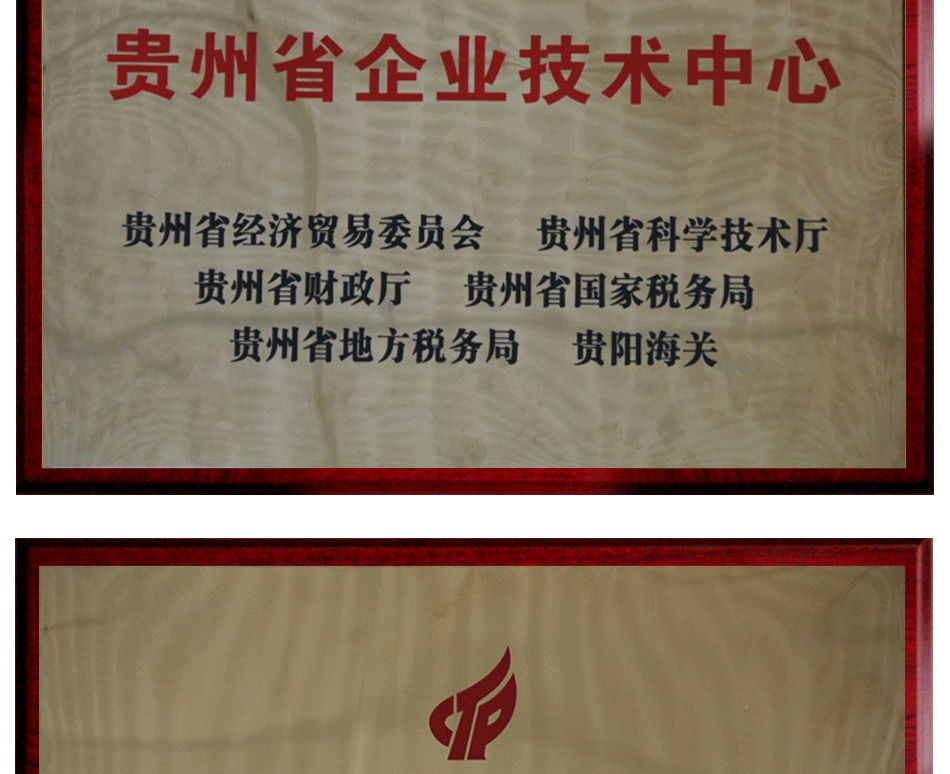 贵州省企业技术中心
贵州省经济贸易委员会 贵州省科学技术厅
贵州省财政厅 贵州省国家税务局
贵州省地方税务局 贵阳海关
CTP